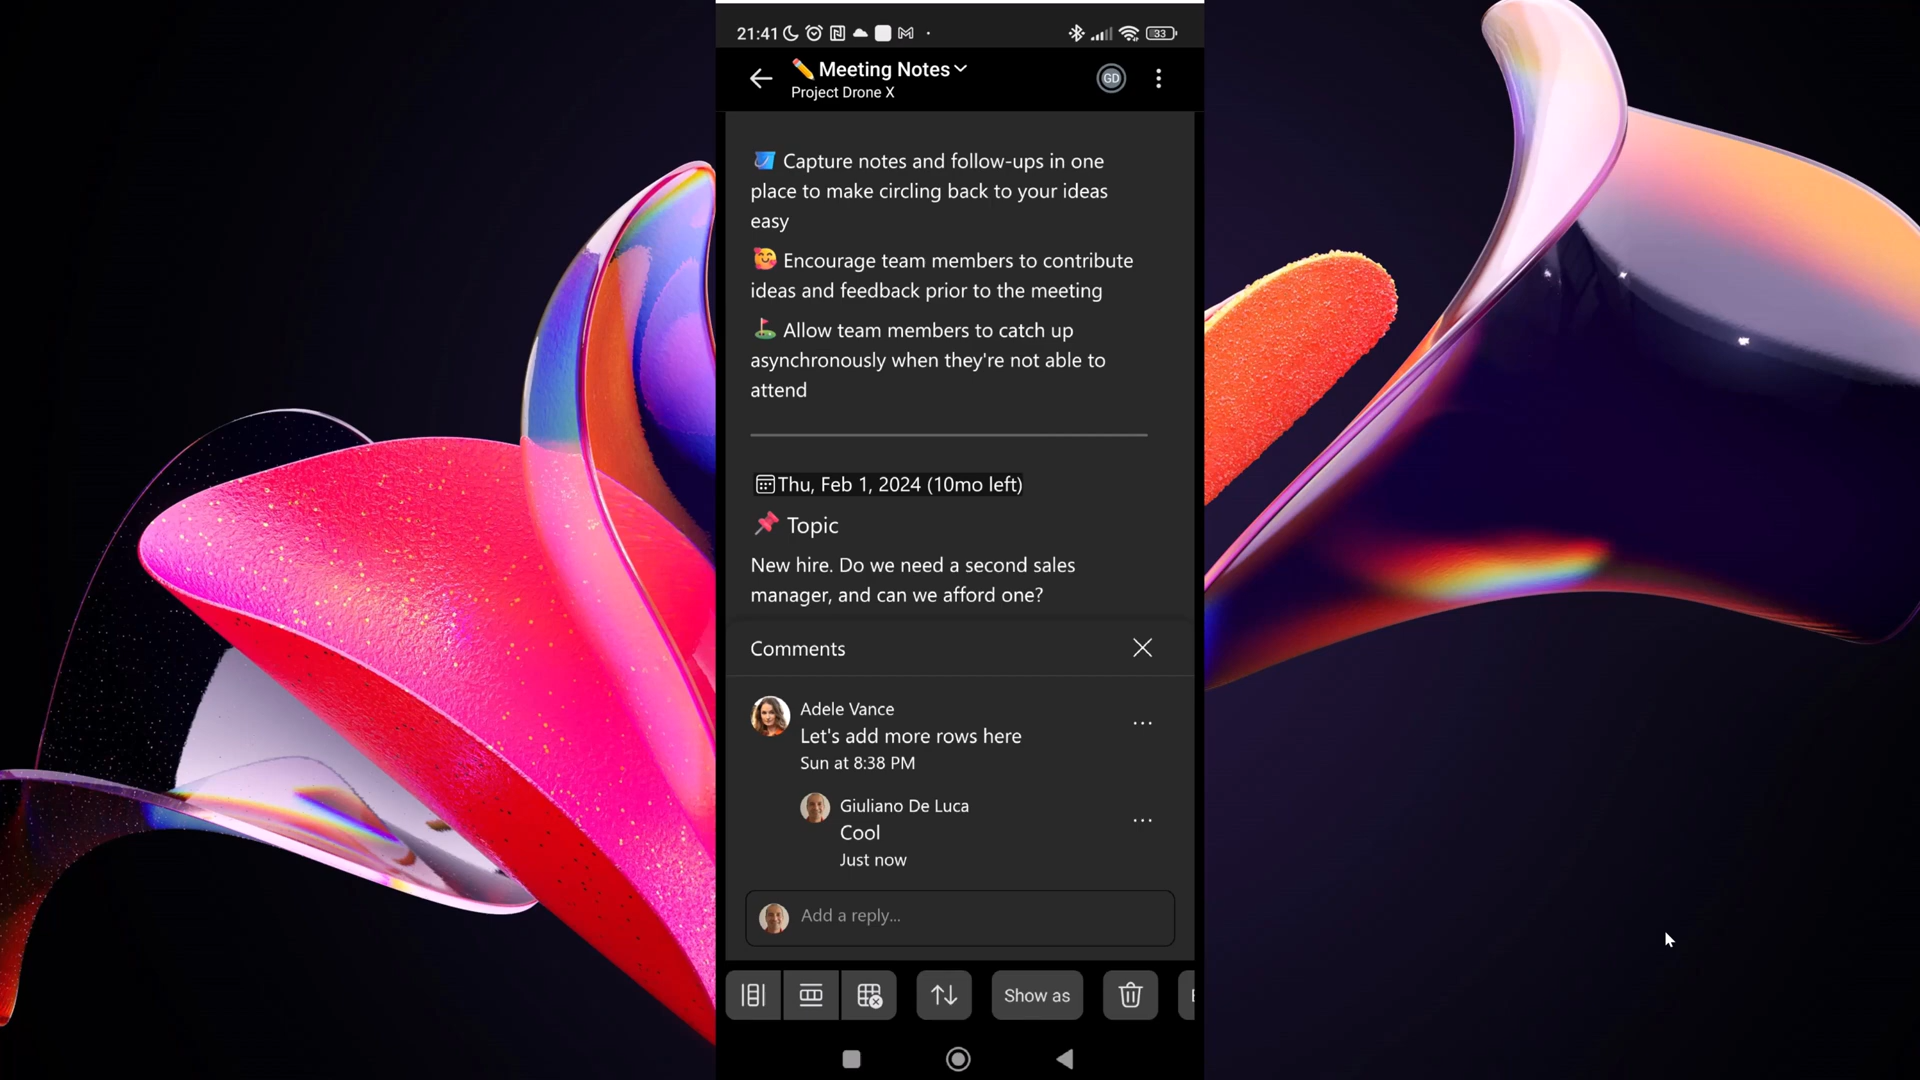 21:41
33
Meeting Notes
GD
Project Drone X
Capture notes and follow-ups in one
place to make circling back to your ideas
easy
Encourage team members to contribute
ideas and feedback prior to the meeting
Allow team members to catch up
asynchronously when they're not able to
attend
Thu, Feb 1, 2024 (10mo left)
Topic
New hire. Do we need a second sales
manager, and can we afford one?
Comments
Adele Vance
Let's add more rows here
Sun at 8:38 PM
Giuliano De Luca
Cool
Just now
Add a reply...
Show as